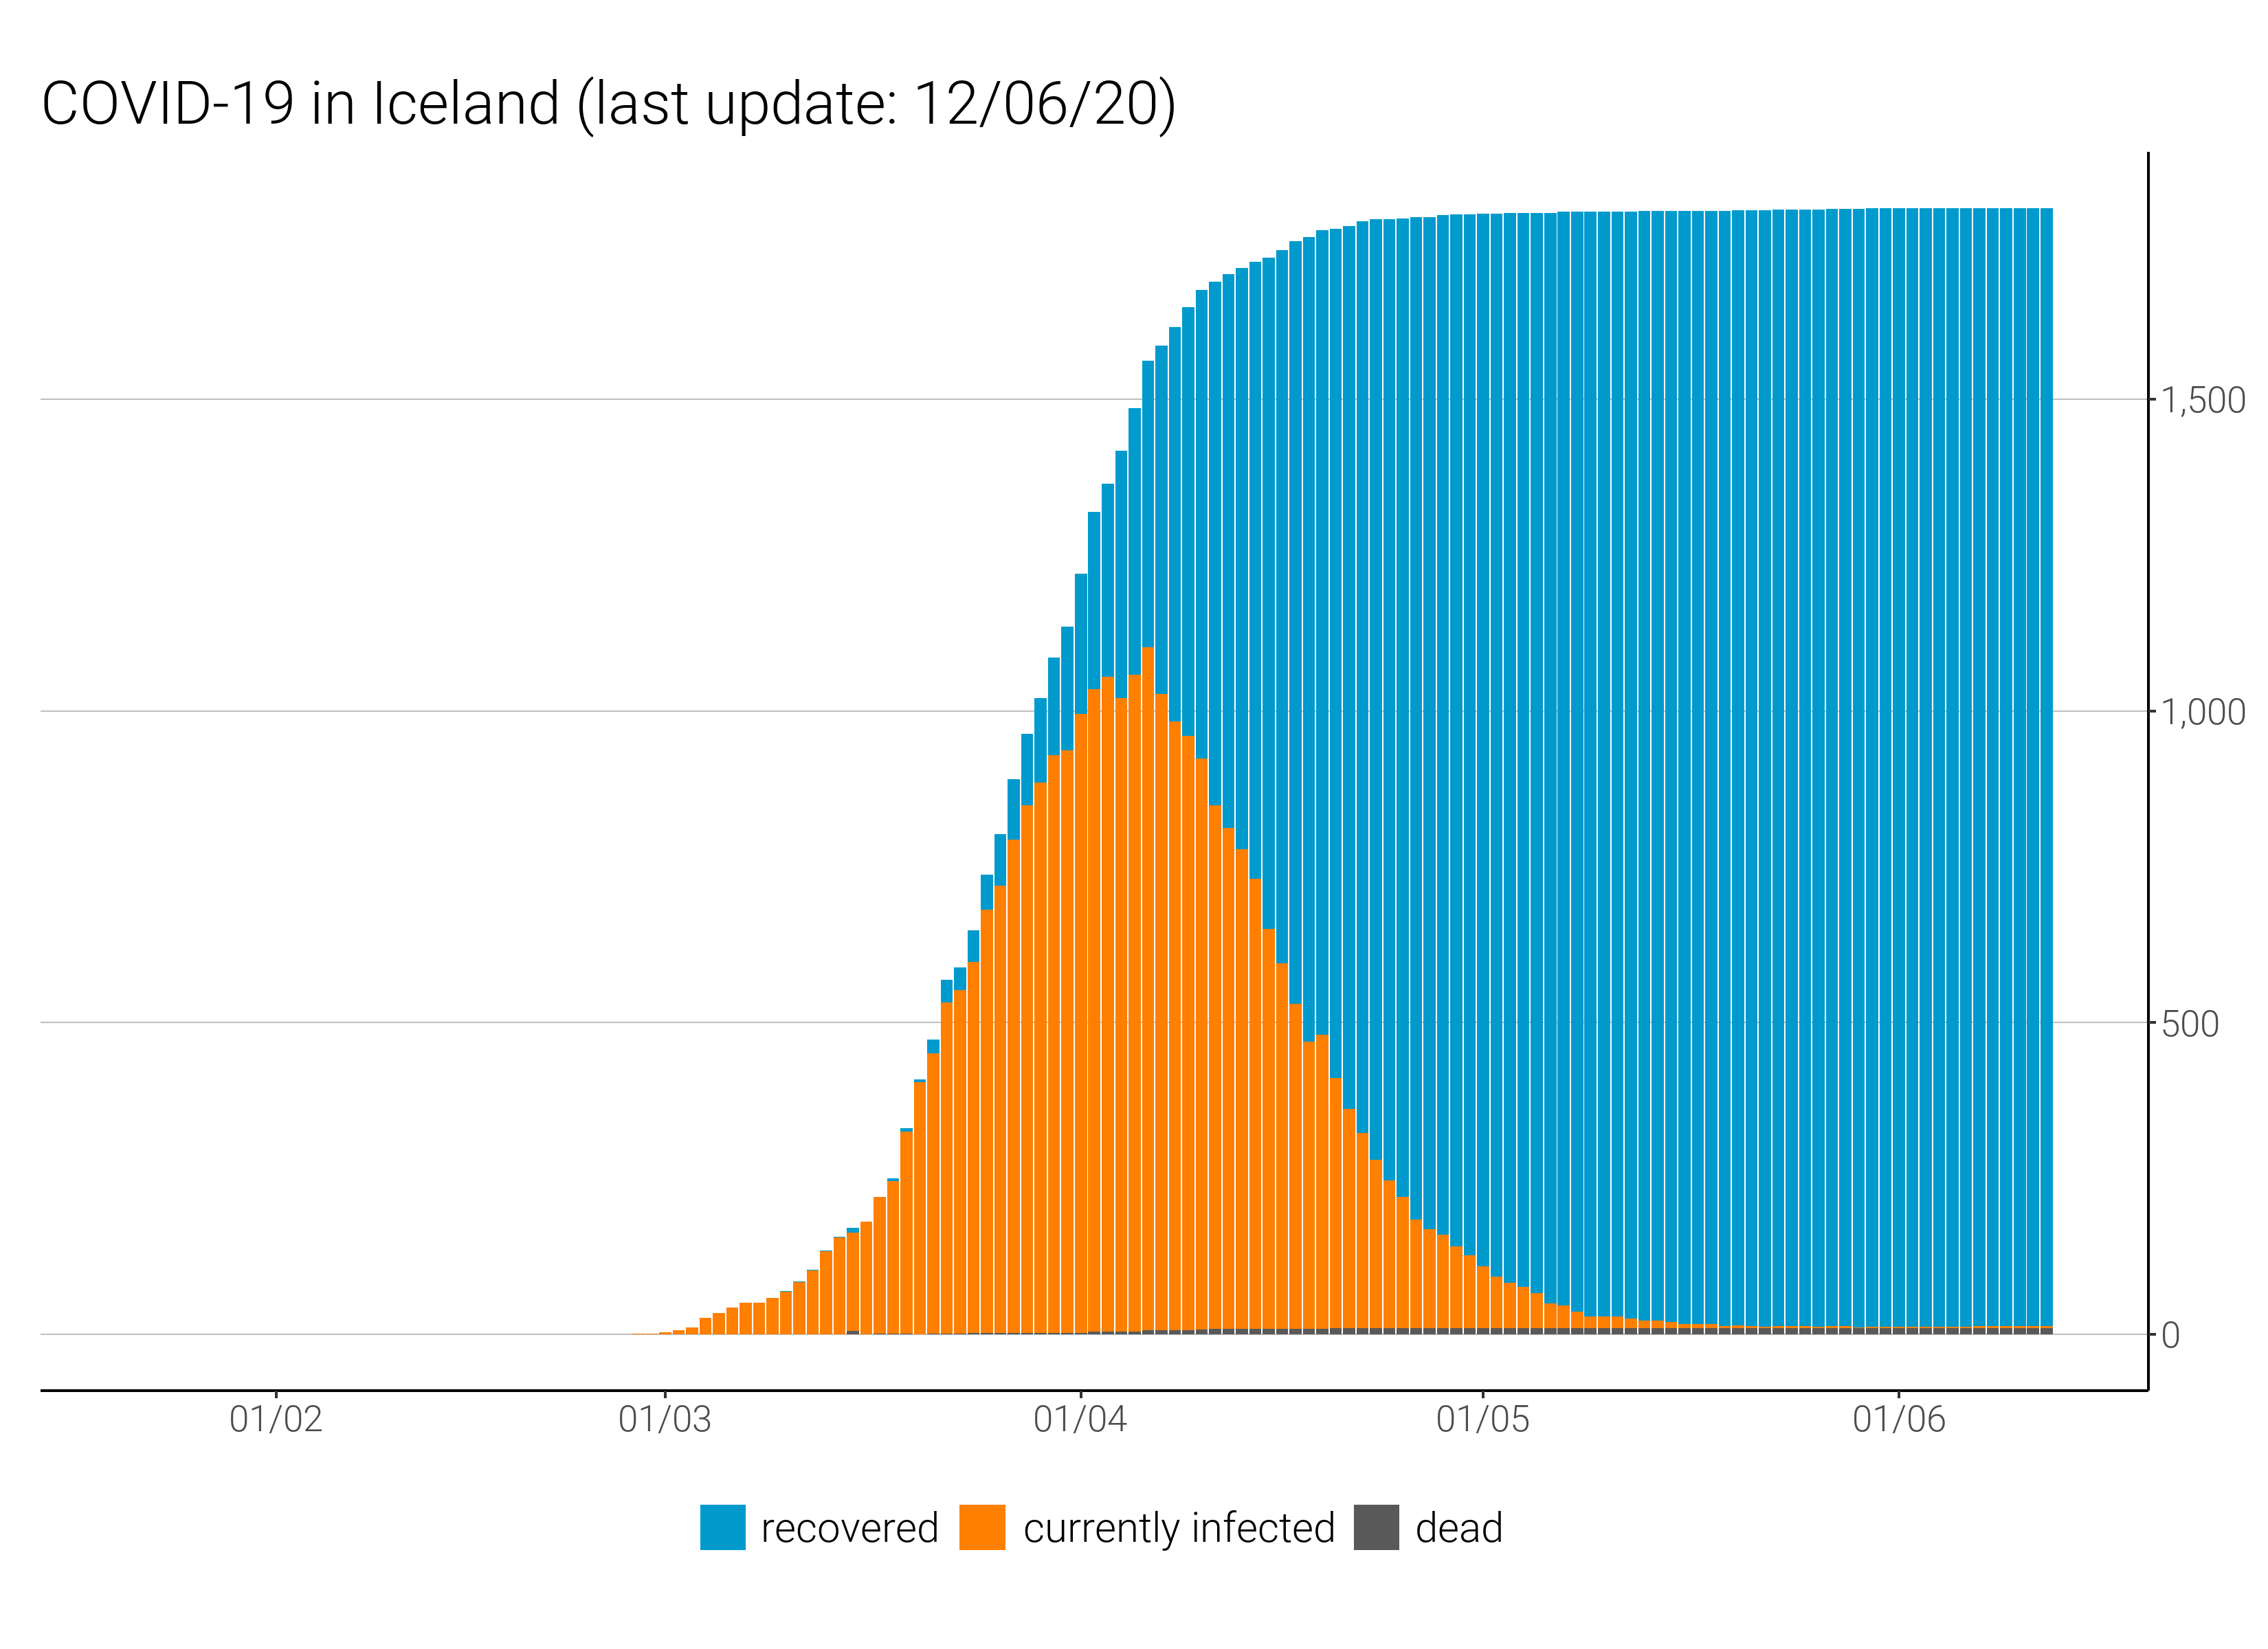 COVID-19 in Iceland (last update: 12/06/20)
1,500
1,000
500
0
01/02 01/03 01/04 01/05 01/06
recovered currently infected dead